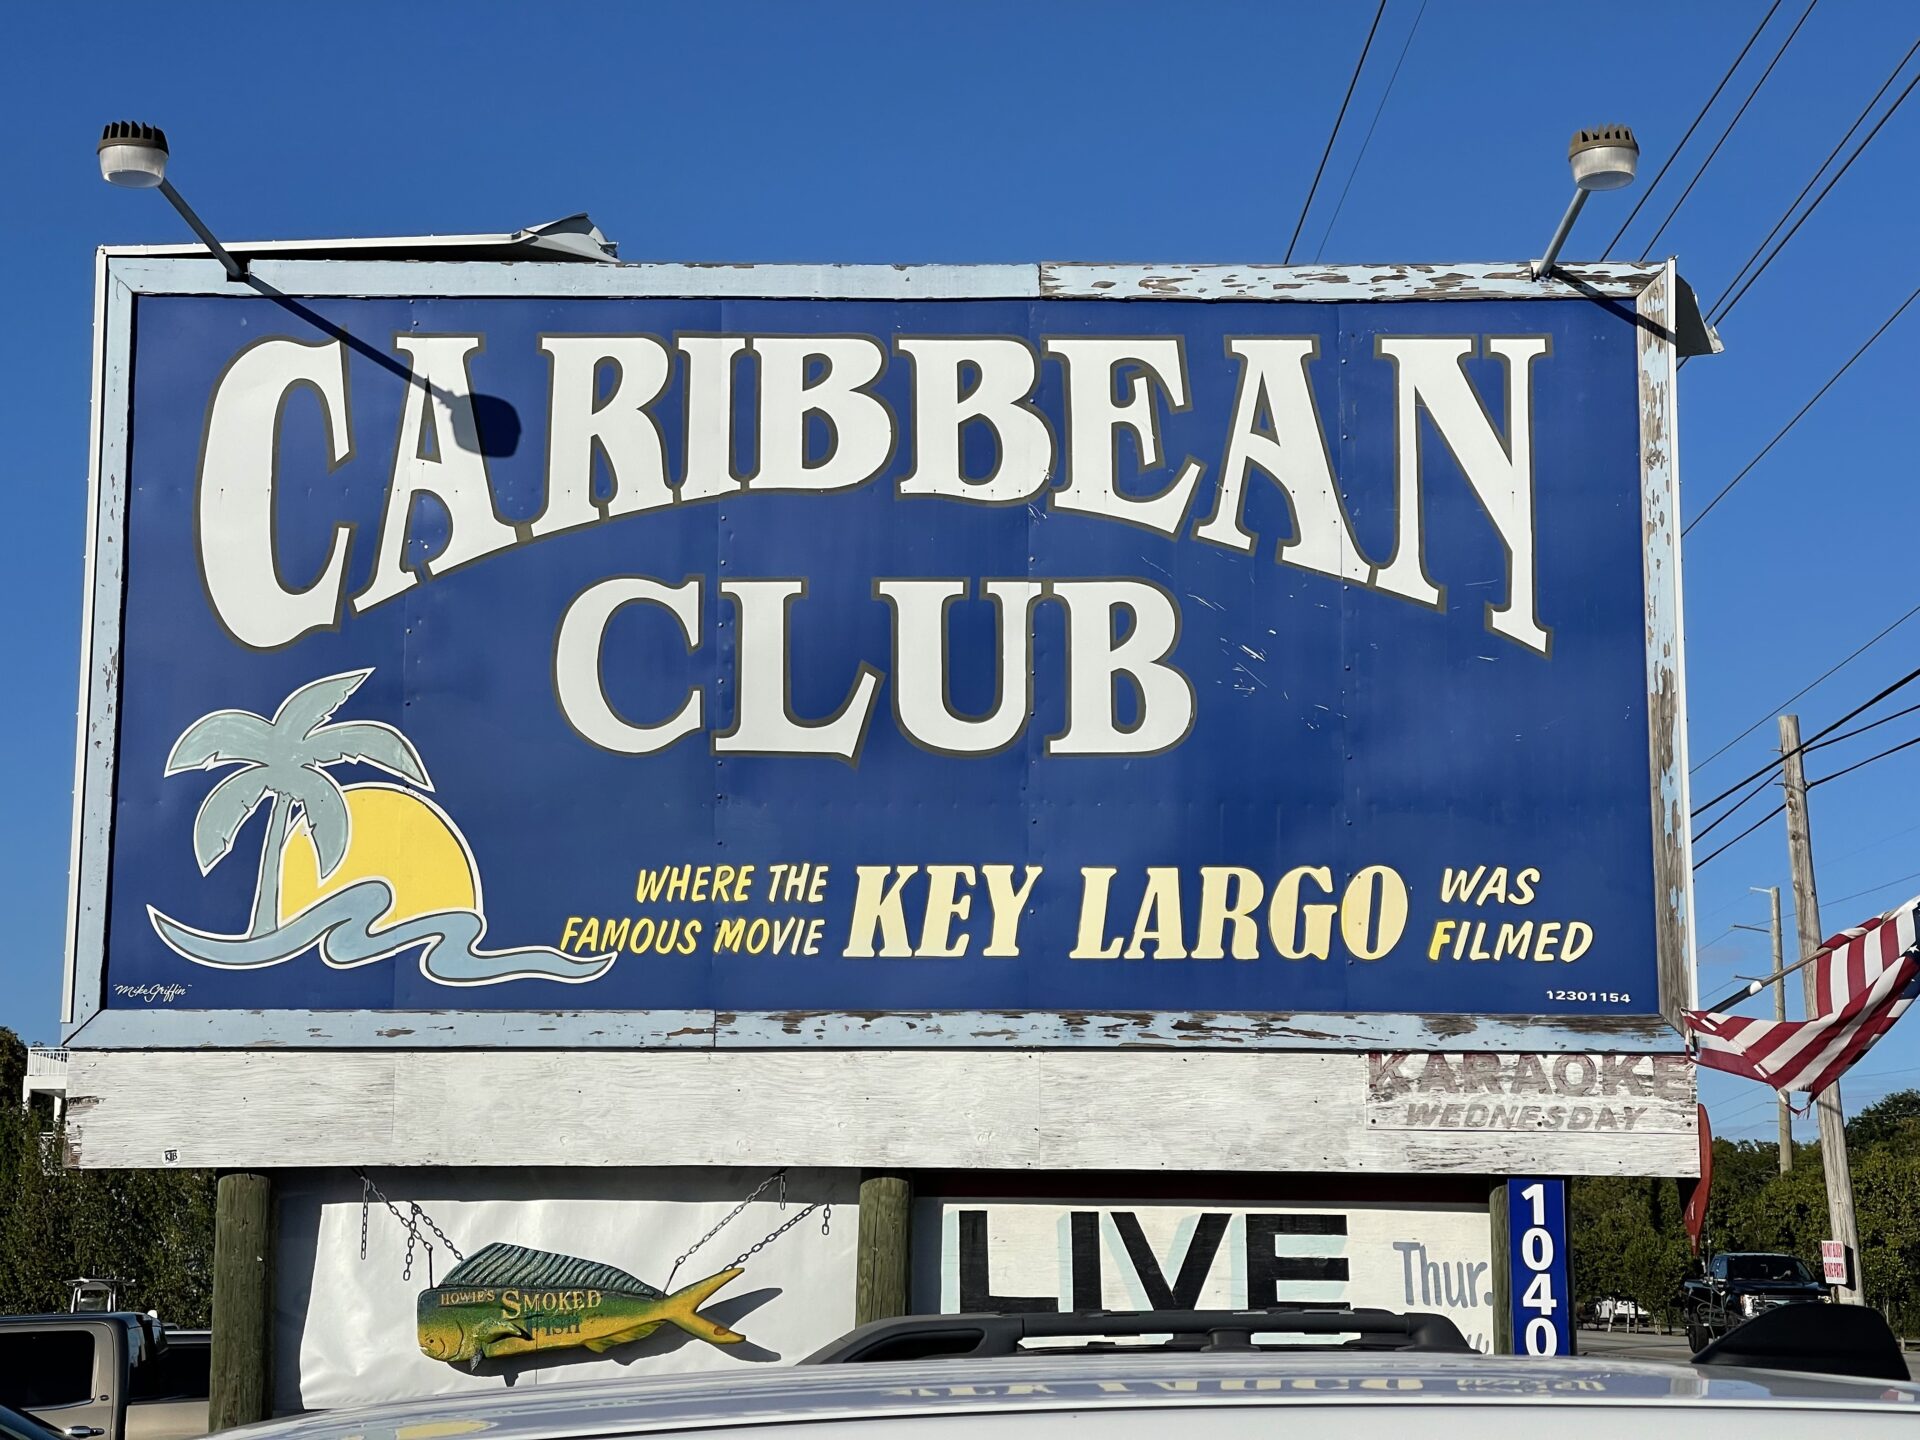 CARIBBEAN
CLUB
WHERE THE
FAMOUS MOVIE KEY LARGO WAS
FILMED
"Mike Griffin"
12301154
KARAOKE
WEDNESDAY
HOWIE'S SMOKED
FISH
LIVE
Thur.
1040